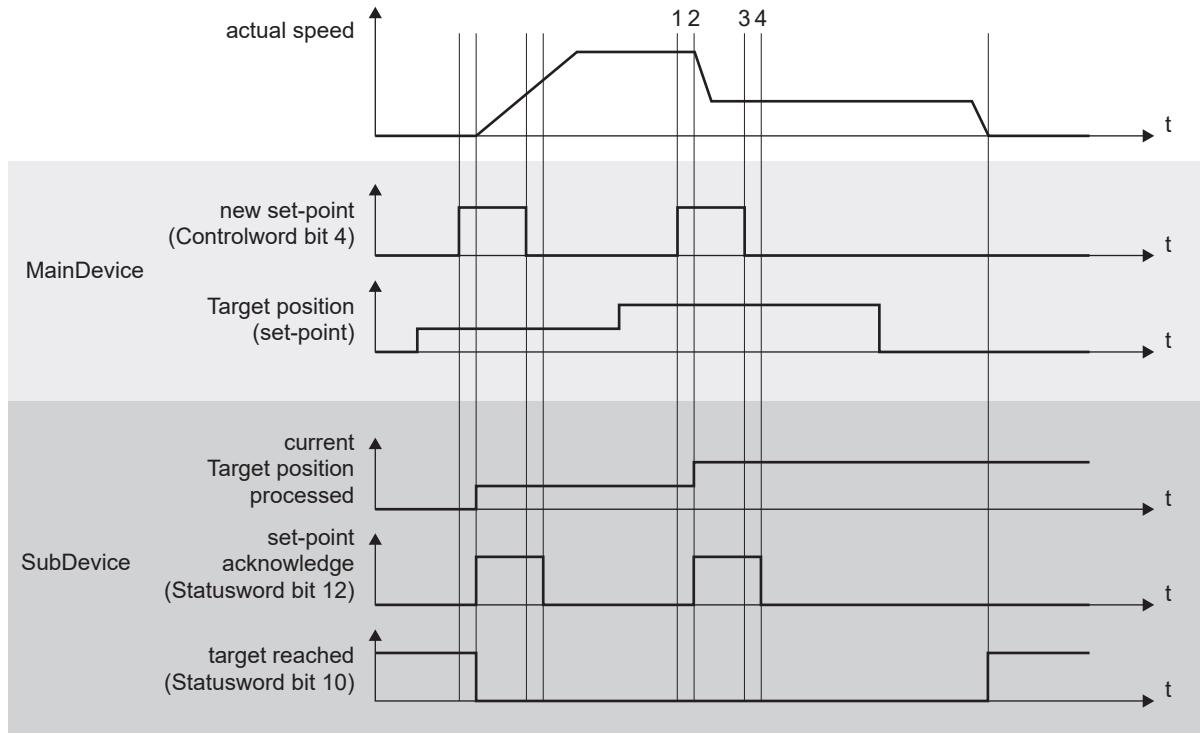 actual speed
1 2 3 4
t
new set-point
(Controlword bit 4)
t
MainDevice
Target position
(set-point)
t
current
Target position
processed
t
SubDevice
set-point
acknowledge
(Statusword bit 12)
t
target reached
(Statusword bit 10)
t